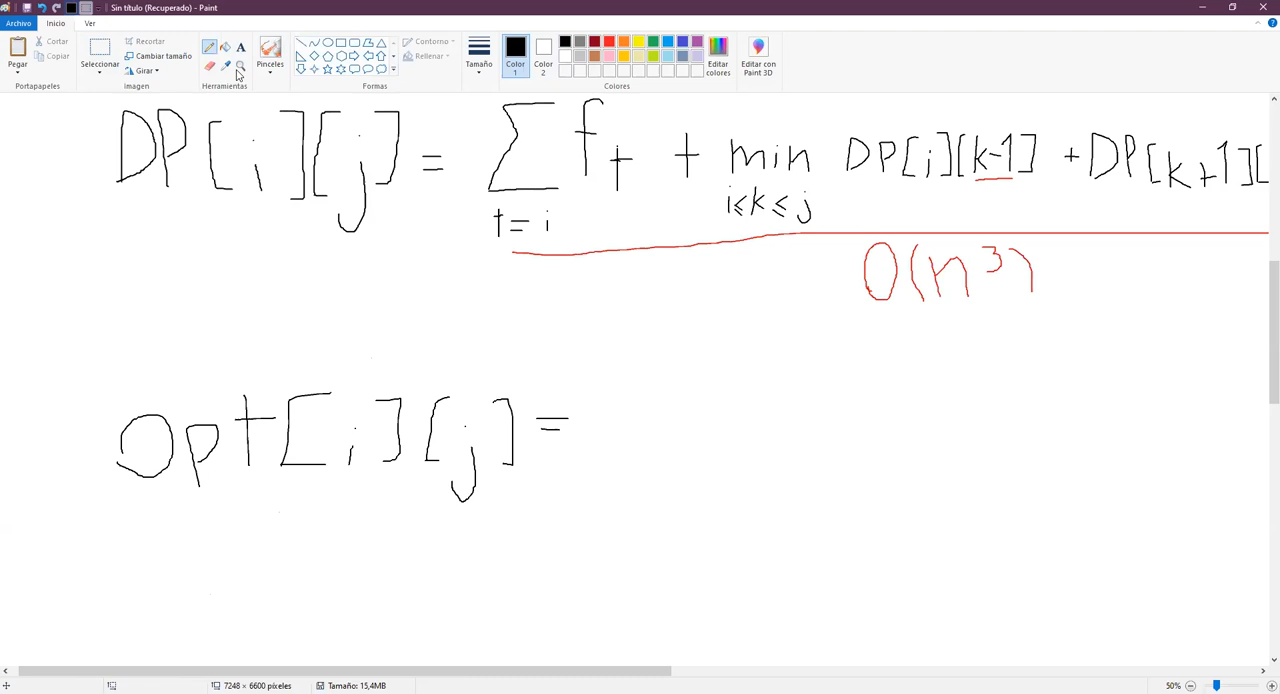 Sin título (Recuperado) - Paint
Archivo Inicio Ver
Pegar
Cortar
Copiar
Portapapeles
Seleccionar
Recortar
Cambiar tamaño
Girar
Imagen
A
Herramientas
Pinceles
Contorno
Rellenar
Formas
Tamaño
Color 1
Color 2
Editar colores
Editar con Paint 3D
Colores
DP[i][j] = ∑ f_t + min DP[i][k-1] + DP[k+1][
t = i
i≤k≤j
O(n³)
Opt[i][j] =
7248 × 6600 píxeles
Tamaño: 15,4MB
50%